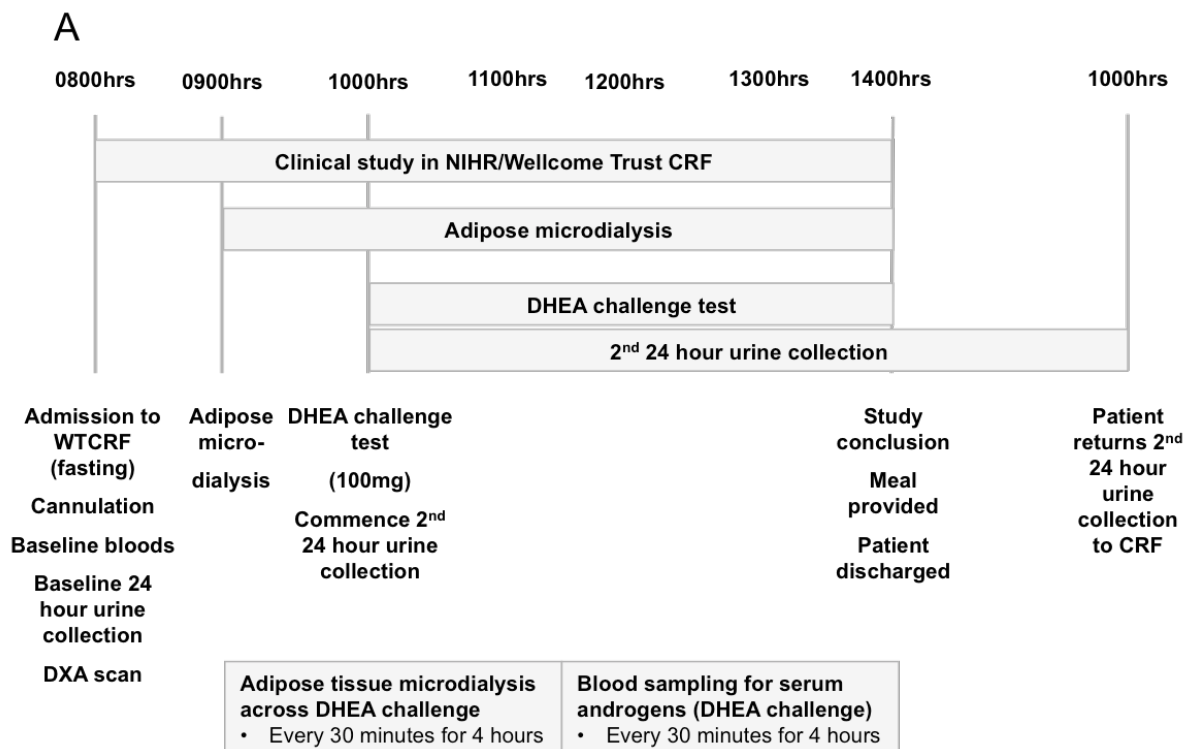 A
0800hrs 0900hrs 1000hrs 1100hrs 1200hrs 1300hrs 1400hrs 1000hrs
Clinical study in NIHR/Wellcome Trust CRF
Adipose microdialysis
DHEA challenge test
2nd 24 hour urine collection
Admission to
WTCRF
(fasting)
Cannulation
Baseline bloods
Baseline 24
hour urine
collection
DXA scan
Adipose
micro-
dialysis
DHEA challenge
test
(100mg)
Commence 2nd
24 hour urine
collection
Study
conclusion
Meal
provided
Patient
discharged
Patient
returns 2nd
24 hour
urine
collection
to CRF
Adipose tissue microdialysis
across DHEA challenge
• Every 30 minutes for 4 hours
Blood sampling for serum
androgens (DHEA challenge)
• Every 30 minutes for 4 hours